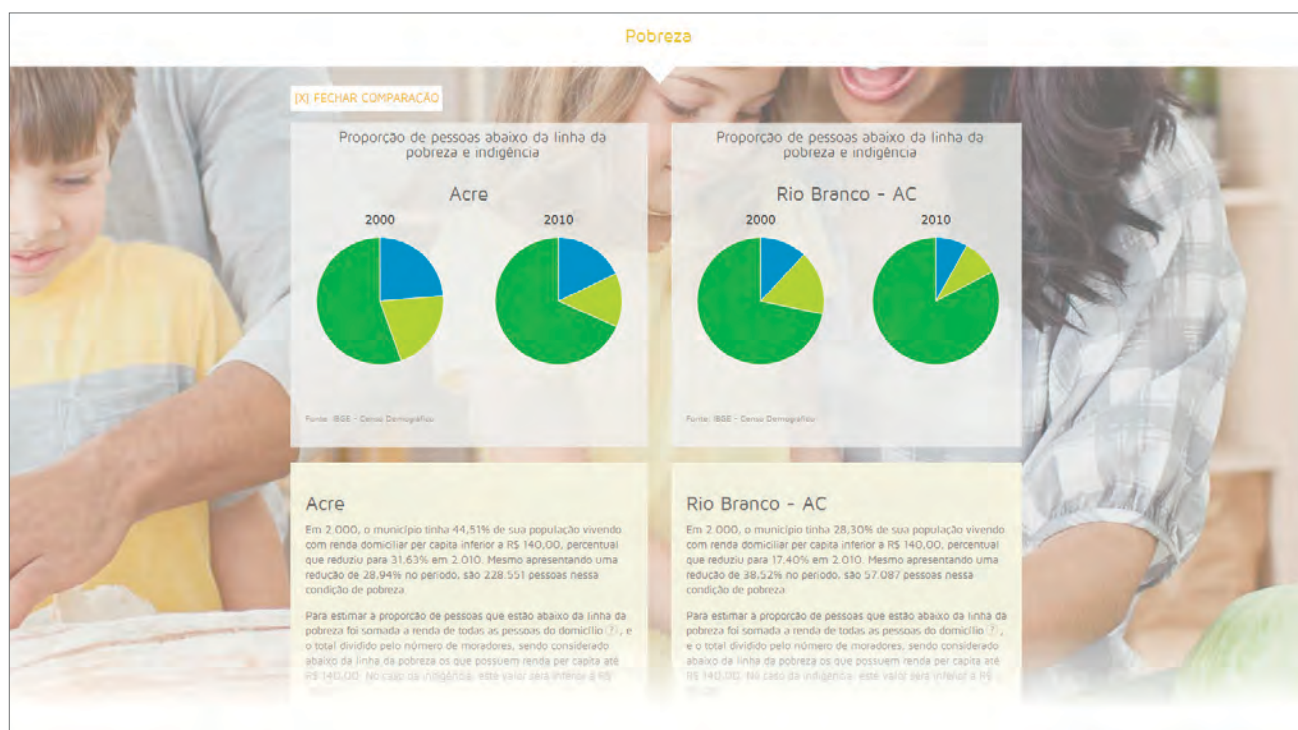 Pobreza
[X] FECHAR COMPARAÇÃO
Proporção de pessoas abaixo da linha da
pobreza e indigência
Acre
2000
2010
Fonte: IBGE - Censo Demográfico
Proporção de pessoas abaixo da linha da
pobreza e indigência
Rio Branco - AC
2000
2010
Fonte: IBGE - Censo Demográfico
Acre
Em 2.000, o município tinha 44,51% de sua população vivendo
com renda domiciliar per capita inferior a R$ 140,00, percentual
que reduziu para 31,63% em 2.010. Mesmo apresentando uma
redução de 28,94% no período, são 228.551 pessoas nessa
condição de pobreza.
Para estimar a proporção de pessoas que estão abaixo da linha da
pobreza foi somada a renda de todas as pessoas do domicílio (?), e
o total dividido pelo número de moradores, sendo considerado
abaixo da linha da pobreza os que possuem renda per capita até
R$ 140,00. No caso da indigência, este valor será inferior a R$
Rio Branco - AC
Em 2.000, o município tinha 28,30% de sua população vivendo
com renda domiciliar per capita inferior a R$ 140,00, percentual
que reduziu para 17,40% em 2.010. Mesmo apresentando uma
redução de 38,52% no período, são 57.087 pessoas nessa
condição de pobreza.
Para estimar a proporção de pessoas que estão abaixo da linha da
pobreza foi somada a renda de todas as pessoas do domicílio (?),
e o total dividido pelo número de moradores, sendo considerado
abaixo da linha da pobreza os que possuem renda per capita até
R$ 140,00. No caso da indigência, este valor será inferior a R$